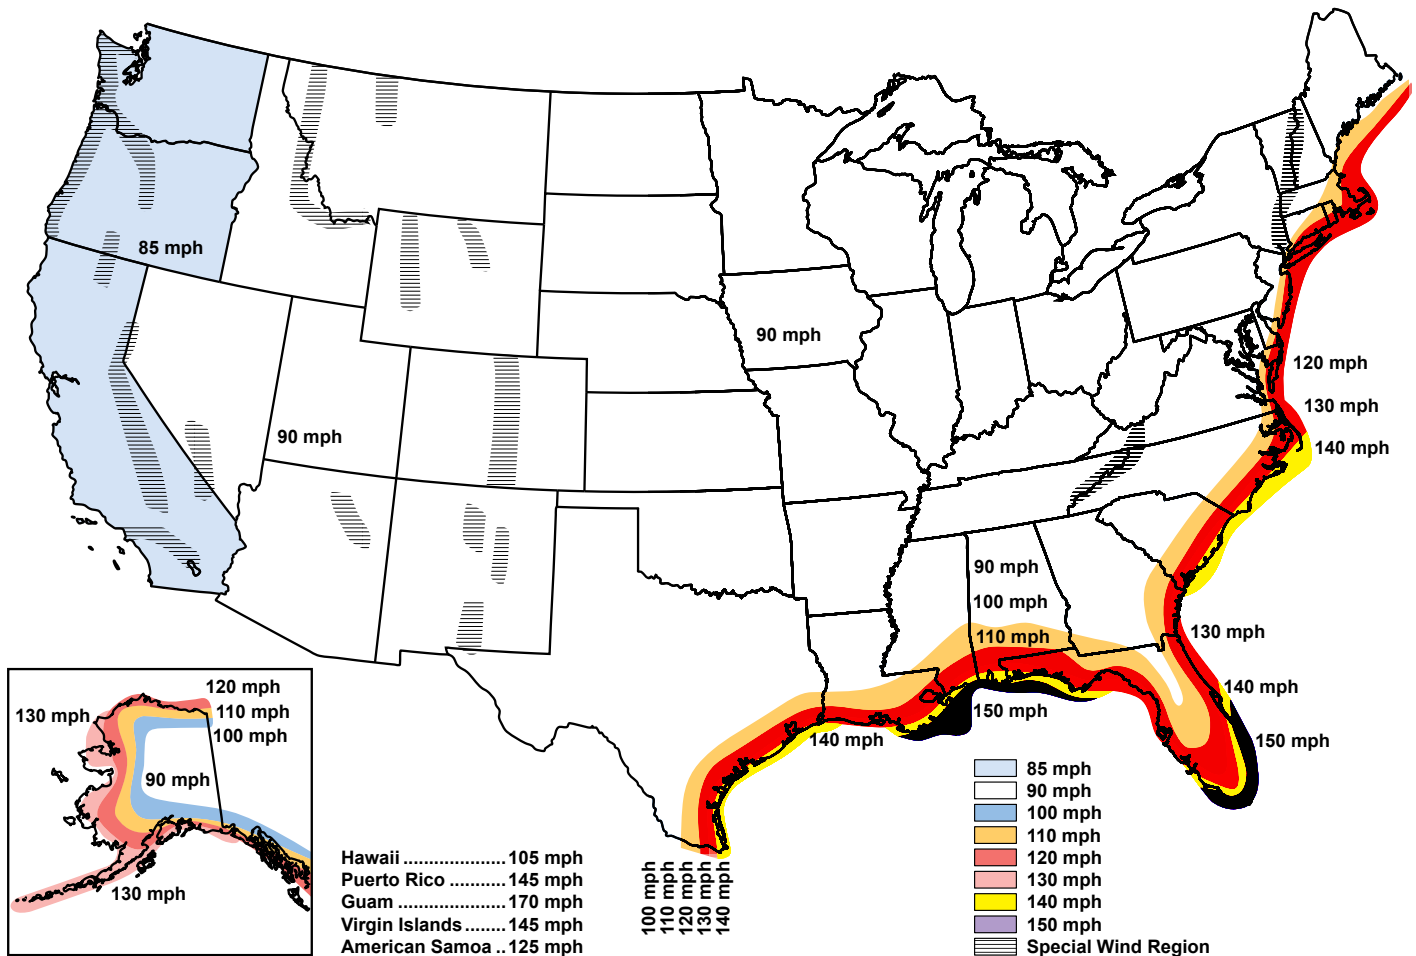 85 mph
90 mph
90 mph
120 mph
130 mph
140 mph
90 mph
100 mph
110 mph
130 mph
140 mph
150 mph
150 mph
140 mph
120 mph
110 mph
100 mph
130 mph
90 mph
130 mph
Hawaii ................... 105 mph
Puerto Rico ........... 145 mph
Guam .................... 170 mph
Virgin Islands ........ 145 mph
American Samoa .. 125 mph
100 mph
110 mph
120 mph
130 mph
140 mph
85 mph
90 mph
100 mph
110 mph
120 mph
130 mph
140 mph
150 mph
Special Wind Region